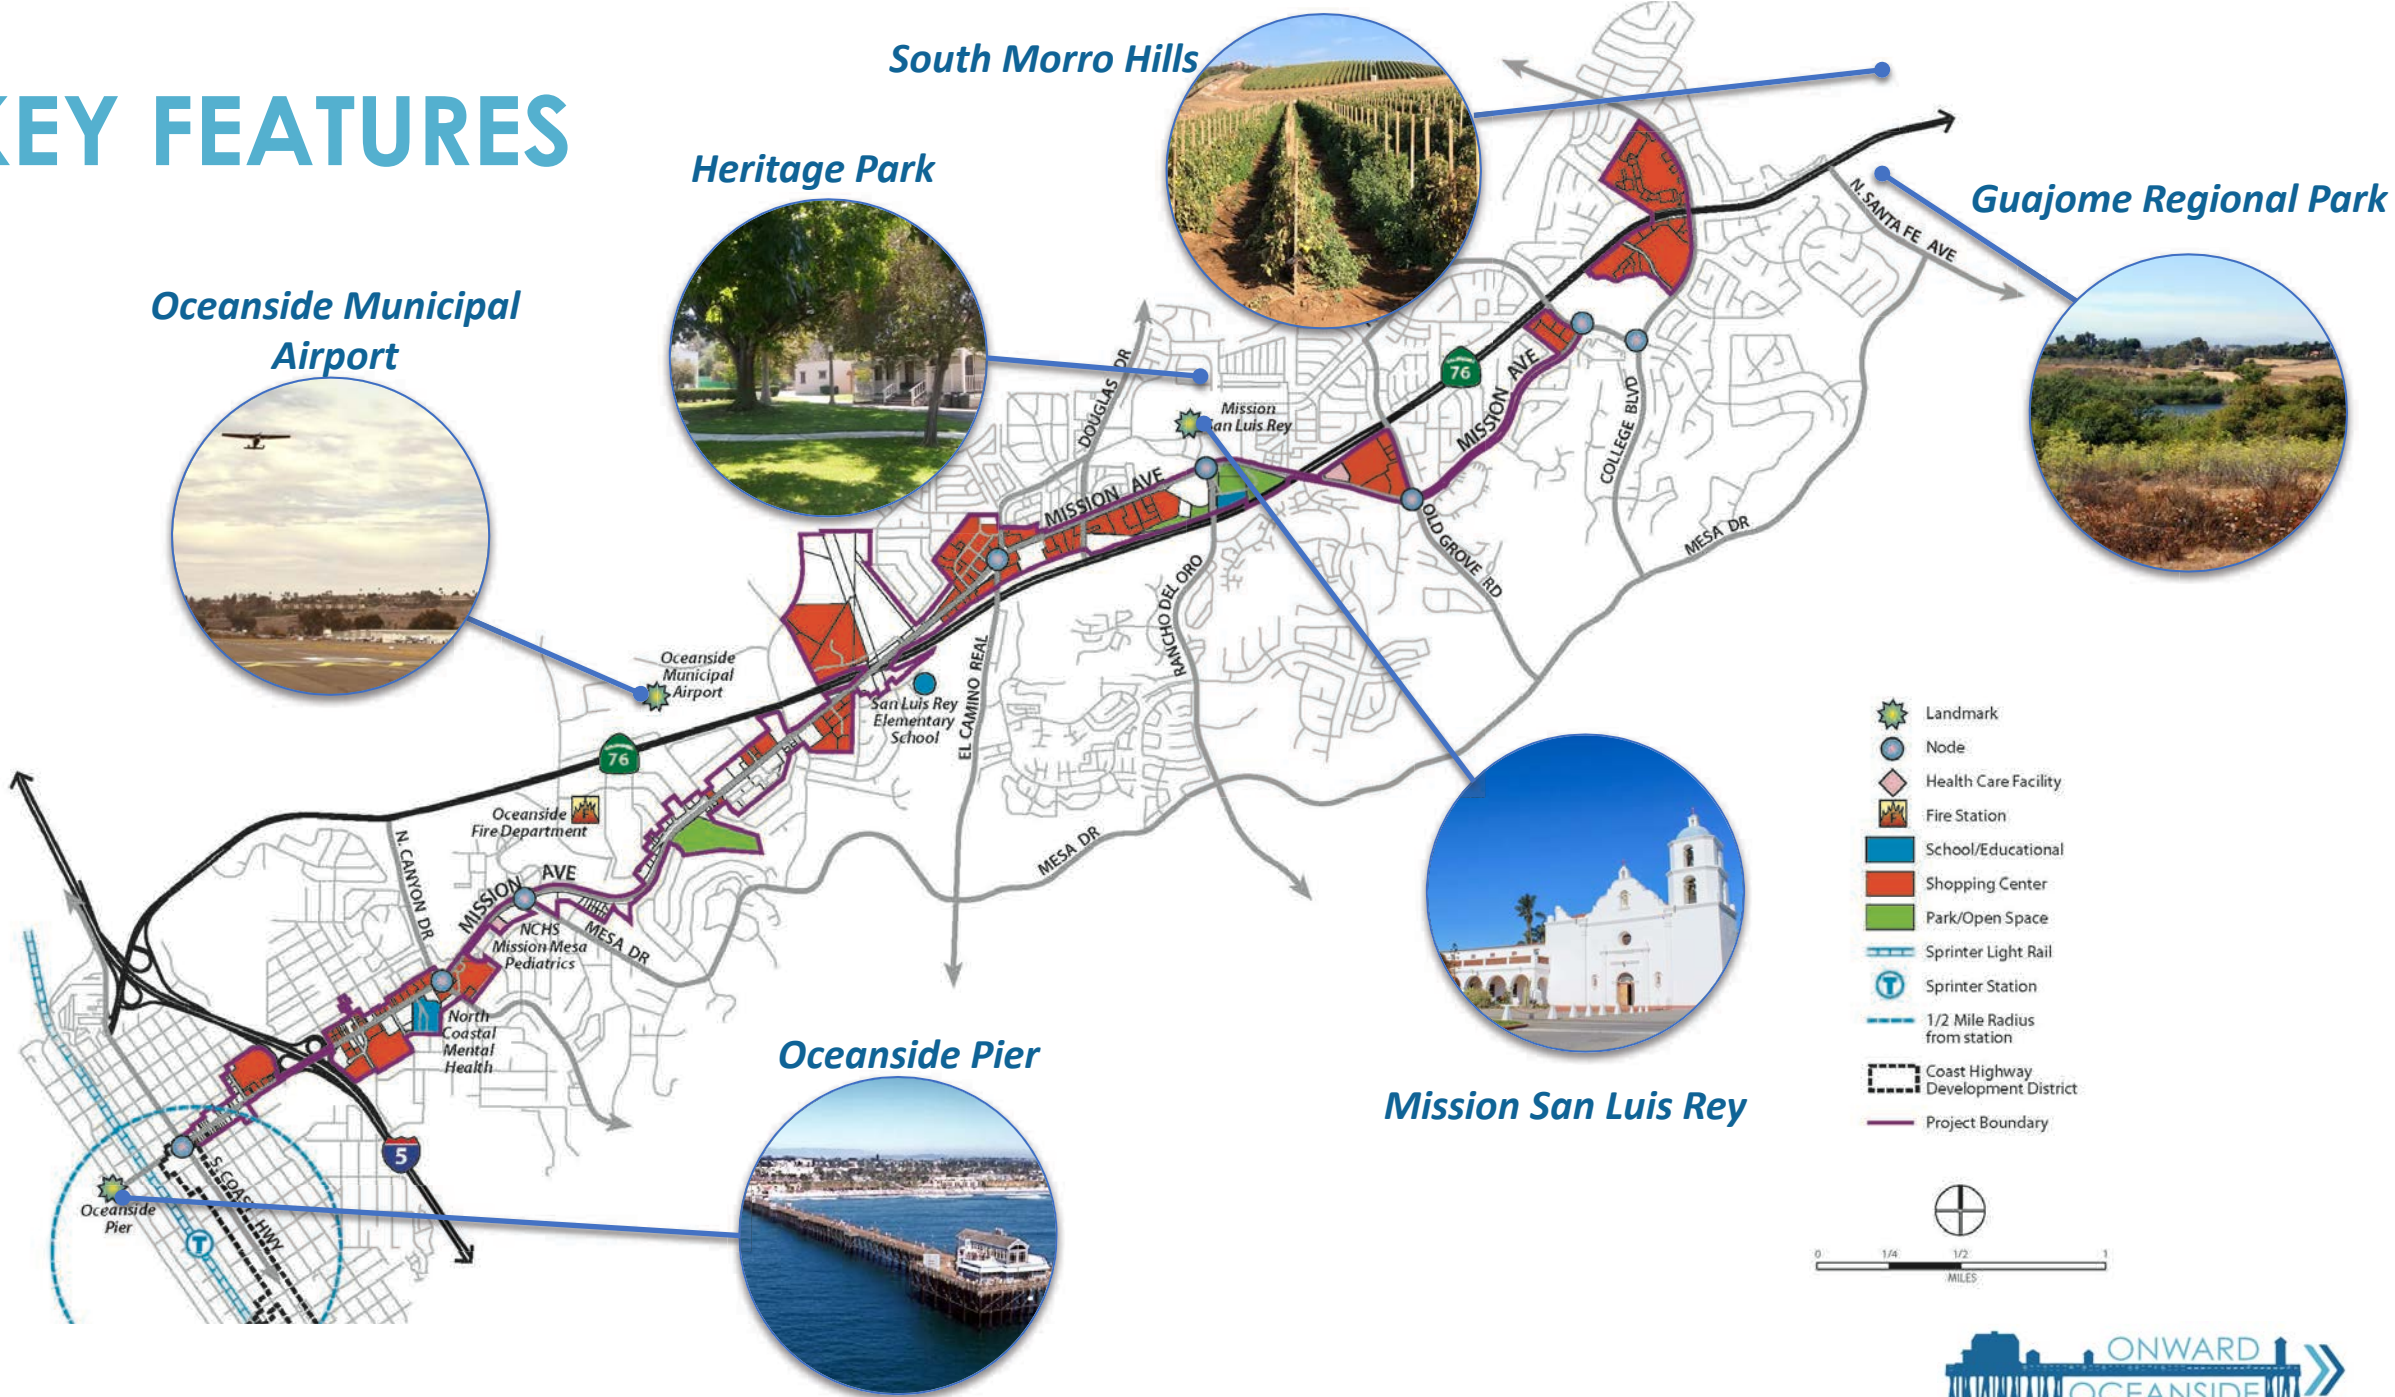 KEY FEATURES
South Morro Hills
Heritage Park
Guajome Regional Park
Oceanside Municipal
Airport
N. SANTA FE AVE
DOUGLAS DR
Mission
San Luis Rey
76
MISSION AVE
COLLEGE BLVD
MISSION AVE
OLD GROVE RD
MESA DR
RANCHO DEL ORO
EL CAMINO REAL
Oceanside
Municipal
Airport
San Luis Rey
Elementary
School
76
Oceanside
Fire Department
F
N. CANYON DR
MISSION AVE
MESA DR
MESA DR
NCHS
Mission Mesa
Pediatrics
North
Coastal
Mental
Health
5
S COAST HWY
Oceanside
Pier
T
Oceanside Pier
Mission San Luis Rey
Landmark
Node
Health Care Facility
F
Fire Station
School/Educational
Shopping Center
Park/Open Space
Sprinter Light Rail
T
Sprinter Station
1/2 Mile Radius
from station
Coast Highway
Development District
Project Boundary
0 1/4 1/2 1
MILES
ONWARD
OCEANSIDE